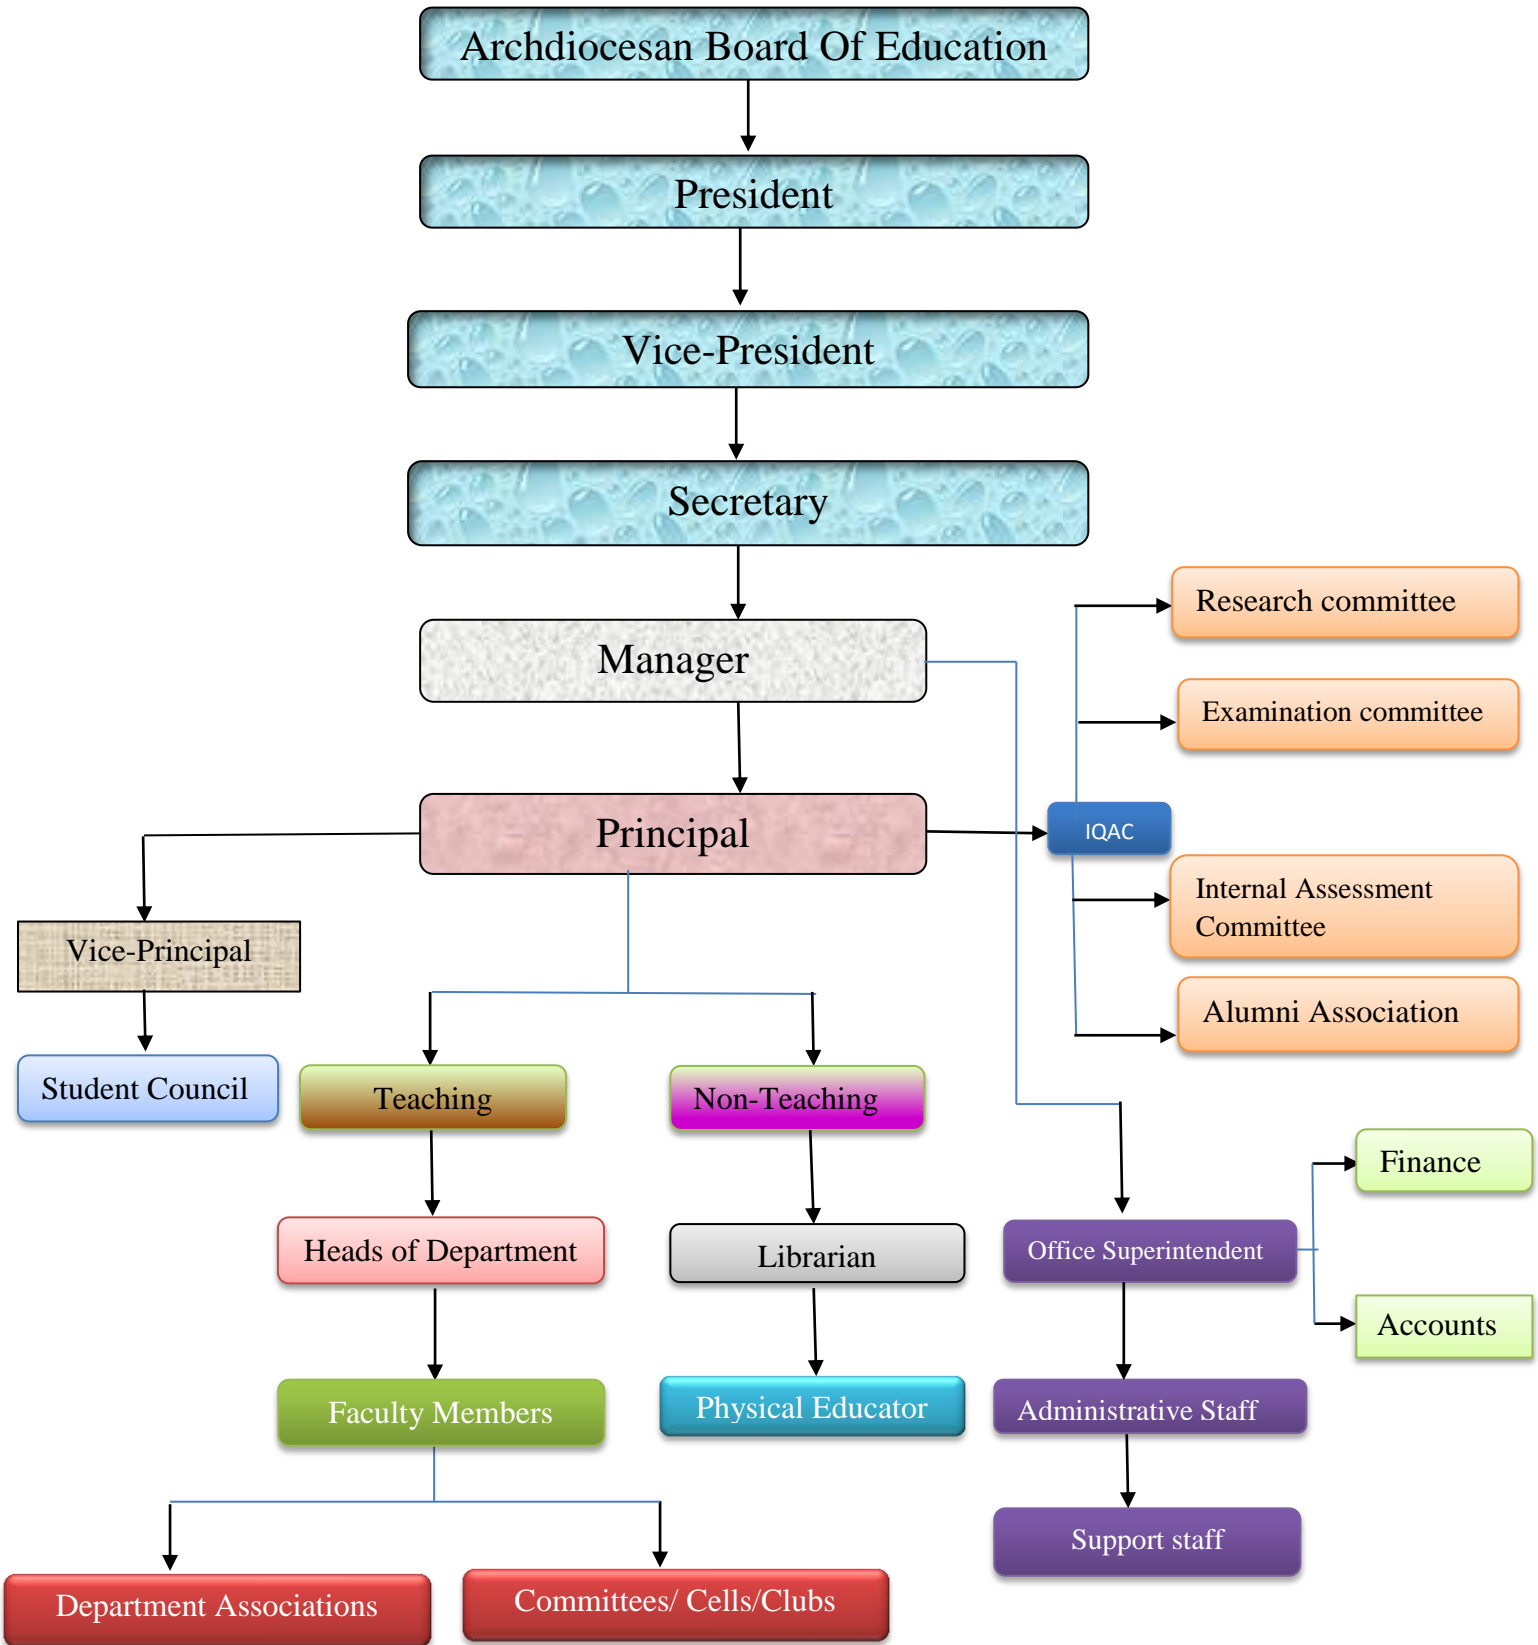 Archdiocesan Board Of Education
President
Vice-President
Secretary
Manager
Research committee
Examination committee
Principal
IQAC
Internal Assessment
Committee
Alumni Association
Vice-Principal
Student Council
Teaching
Non-Teaching
Finance
Heads of Department
Librarian
Office Superintendent
Accounts
Faculty Members
Physical Educator
Administrative Staff
Support staff
Department Associations
Committees/ Cells/Clubs